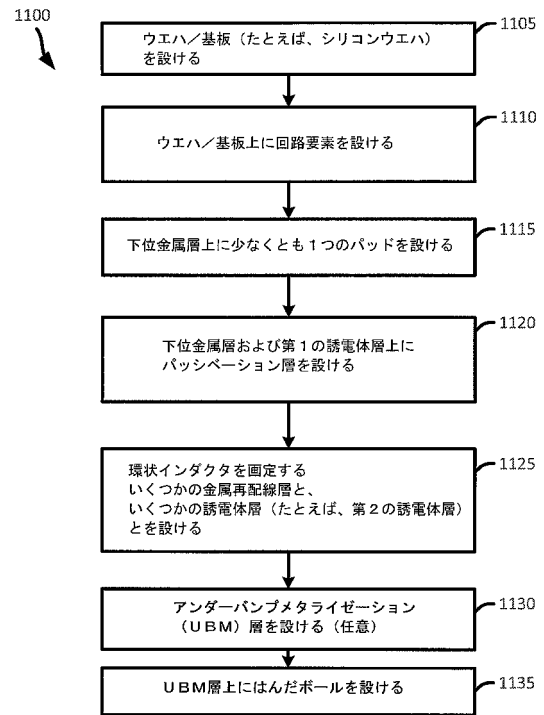 1100
ウエハ／基板（たとえば、シリコンウエハ）
を設ける
1105
ウエハ／基板上に回路要素を設ける
1110
下位金属層上に少なくとも１つのパッドを設ける
1115
下位金属層および第１の誘電体層上に
パッシベーション層を設ける
1120
環状インダクタを画定する
いくつかの金属再配線層と、
いくつかの誘電体層（たとえば、第２の誘電体層）
とを設ける
1125
アンダーバンプメタライゼーション
（ＵＢＭ）層を設ける（任意）
1130
ＵＢＭ層上にはんだボールを設ける
1135